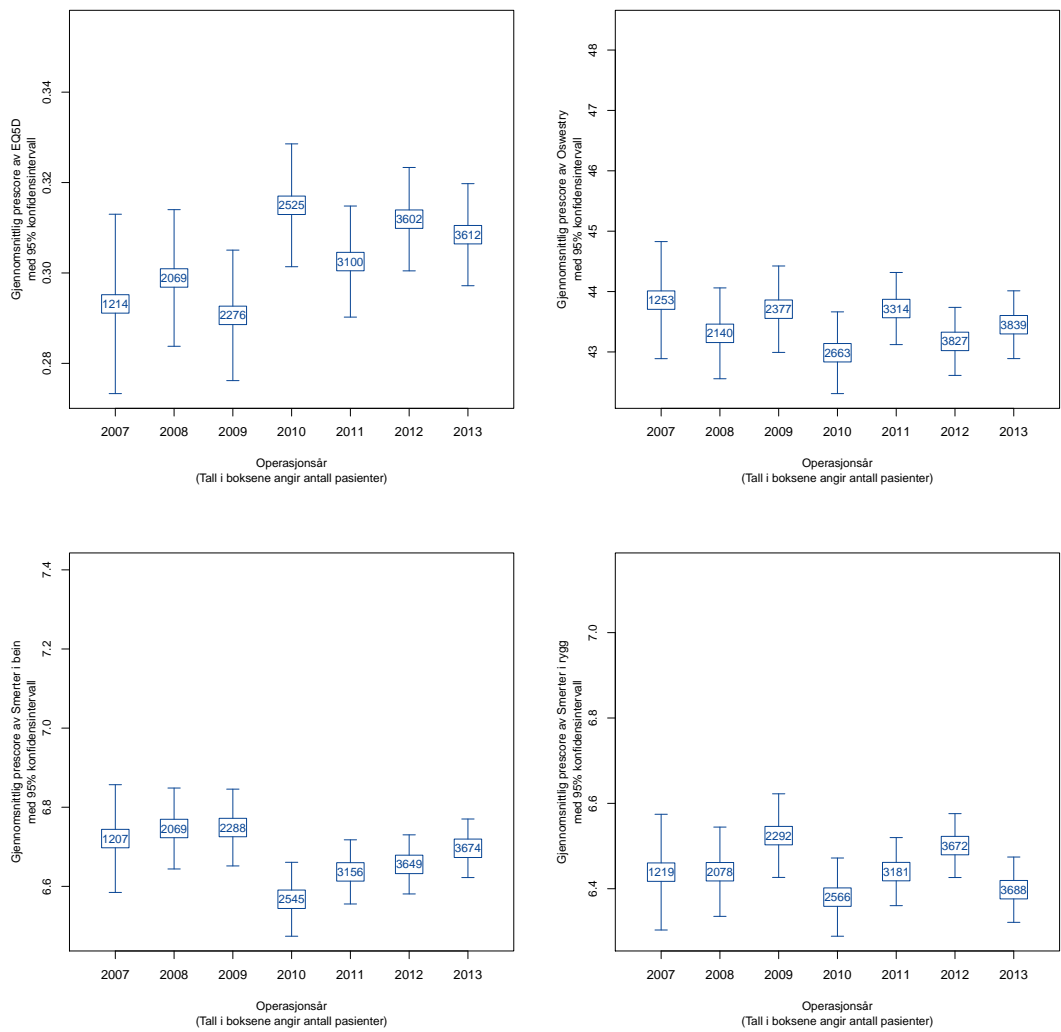 Gjennomsnittlig prescore av EQ5D
med 95% konfidensintervall
0.34
0.32
0.30
0.28
1214
2069
2276
2525
3100
3602
3612
2007 2008 2009 2010 2011 2012 2013
Operasjonsår
(Tall i boksene angir antall pasienter)
Gjennomsnittlig prescore av Oswestry
med 95% konfidensintervall
48
47
46
45
44
43
1253
2140
2377
2663
3314
3827
3839
2007 2008 2009 2010 2011 2012 2013
Operasjonsår
(Tall i boksene angir antall pasienter)
Gjennomsnittlig prescore av Smerter i bein
med 95% konfidensintervall
7.4
7.2
7.0
6.8
6.6
1207
2069
2288
2545
3156
3649
3674
2007 2008 2009 2010 2011 2012 2013
Operasjonsår
(Tall i boksene angir antall pasienter)
Gjennomsnittlig prescore av Smerter i rygg
med 95% konfidensintervall
7.0
6.8
6.6
6.4
1219
2078
2292
2566
3181
3672
3688
2007 2008 2009 2010 2011 2012 2013
Operasjonsår
(Tall i boksene angir antall pasienter)